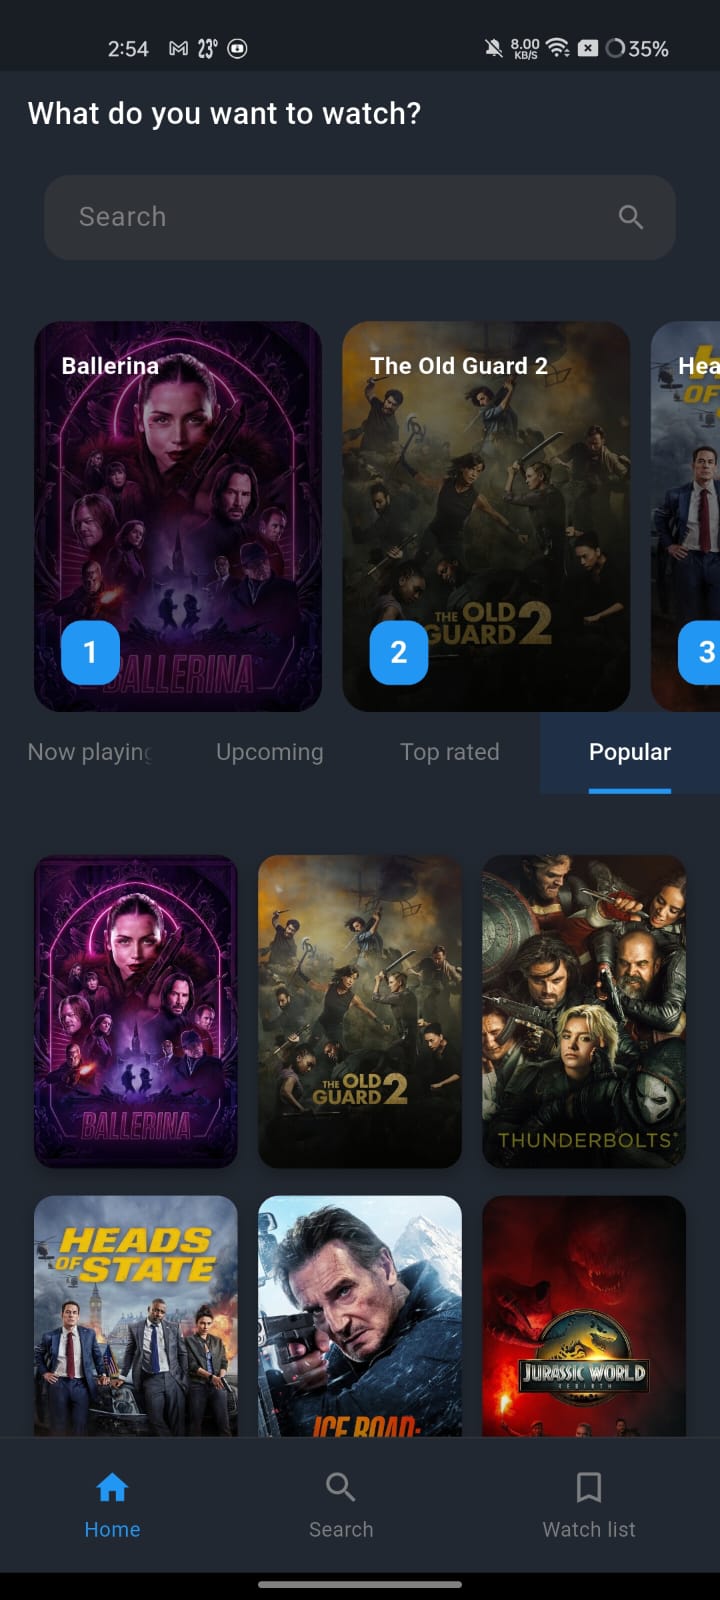 2:54 23° 8.00 KB/S 35%
What do you want to watch?
Search
Ballerina
The Old Guard 2
Hea
HE
OF
THE OLD GUARD 2
BALLERINA
1
2
3
Now playing
Upcoming
Top rated
Popular
BALLERINA
THE OLD GUARD 2
THUNDERBOLTS*
HEADS OF STATE
ICE ROAD:
JURASSIC WORLD
REBIRTH
Home
Search
Watch list